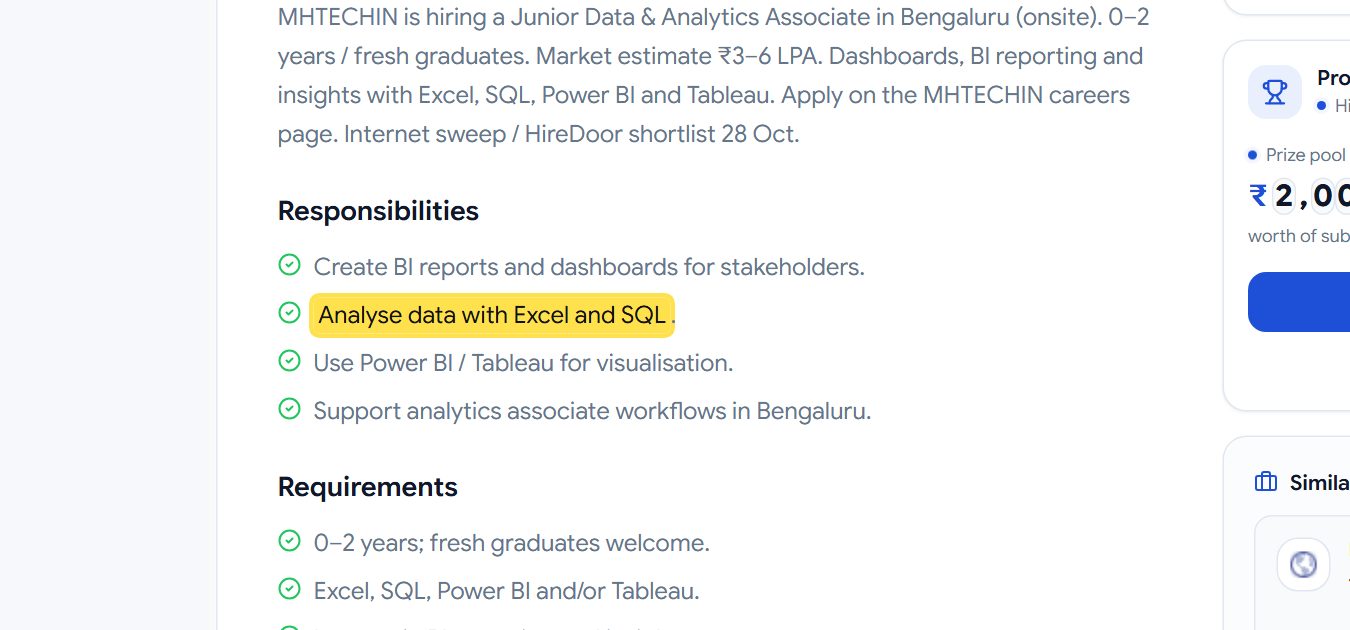 MHTECHIN is hiring a Junior Data & Analytics Associate in Bengaluru (onsite). 0–2
years / fresh graduates. Market estimate ₹3–6 LPA. Dashboards, BI reporting and
insights with Excel, SQL, Power BI and Tableau. Apply on the MHTECHIN careers
page. Internet sweep / HireDoor shortlist 28 Oct.
Responsibilities
Create BI reports and dashboards for stakeholders.
Analyse data with Excel and SQL.
Use Power BI / Tableau for visualisation.
Support analytics associate workflows in Bengaluru.
Requirements
0–2 years; fresh graduates welcome.
Excel, SQL, Power BI and/or Tableau.
Pro
Hi
Prize pool
₹2,00
worth of sub
Simila